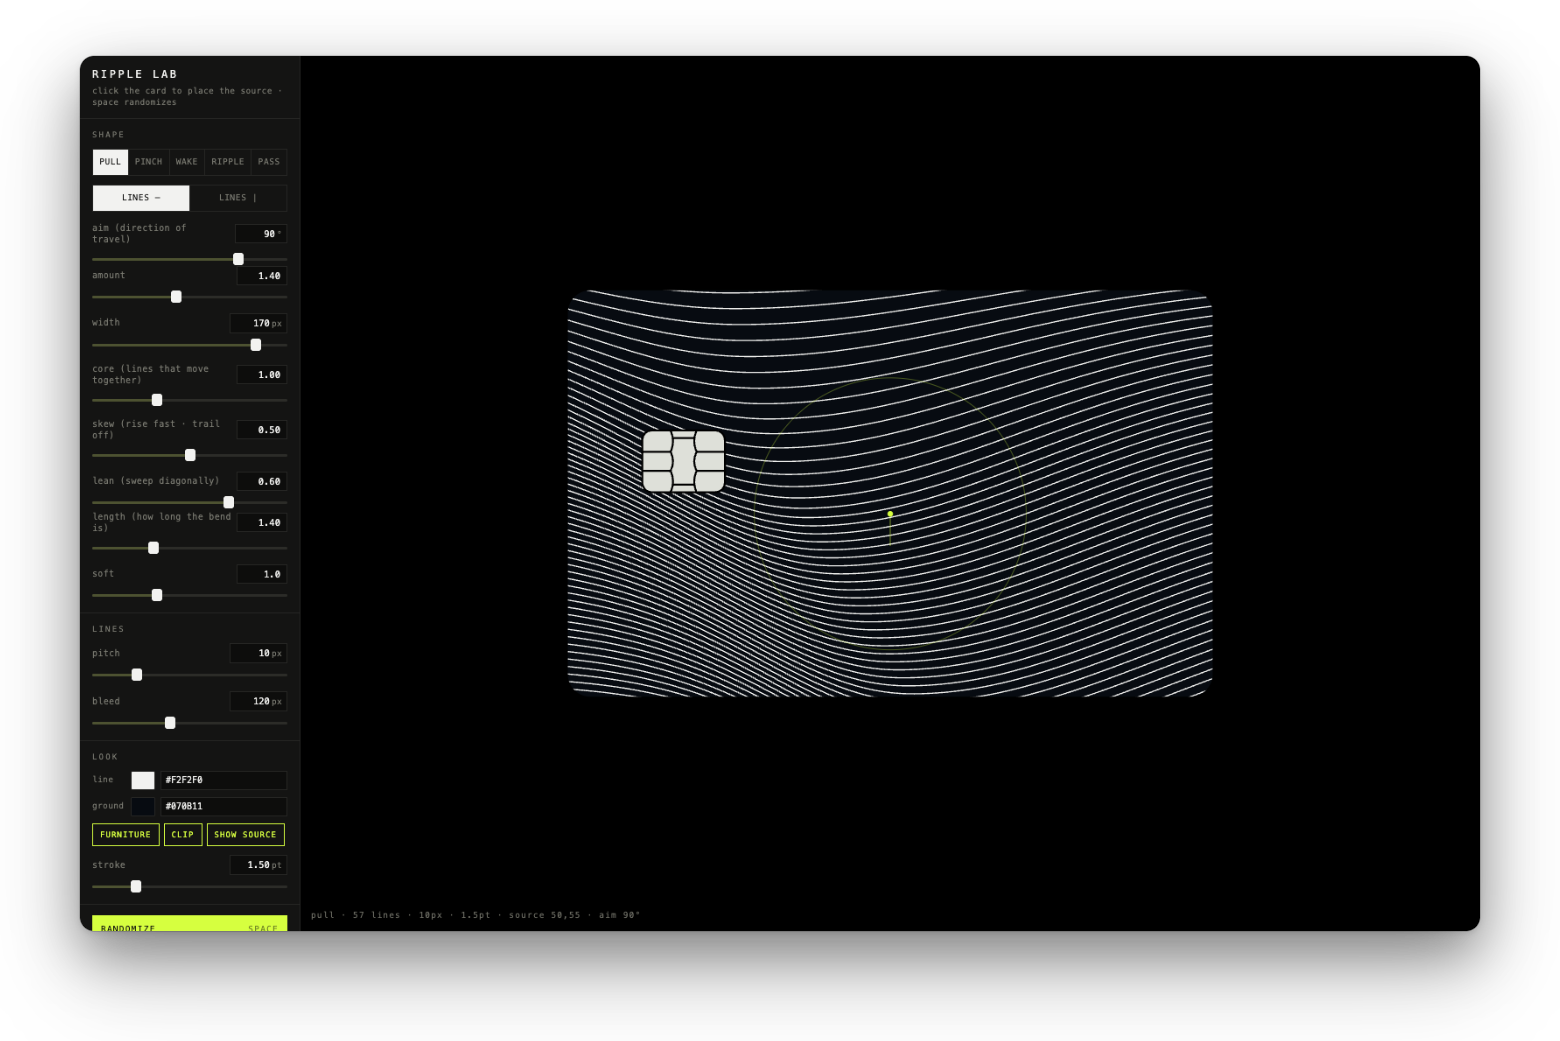 RIPPLE LAB
click the card to place the source ·
space randomizes
SHAPE
PULL PINCH WAKE RIPPLE PASS
LINES — LINES |
aim (direction of
travel)
90 °
amount
1.40
width
170 px
core (lines that move
together)
1.00
skew (rise fast · trail
off)
0.50
lean (sweep diagonally)
0.60
length (how long the bend
is)
1.40
soft
1.0
LINES
pitch
10 px
bleed
120 px
LOOK
line #F2F2F0
ground #070B11
FURNITURE CLIP SHOW SOURCE
stroke
1.50 pt
RANDOMIZE SPACE
pull · 57 lines · 10px · 1.5pt · source 50,55 · aim 90°